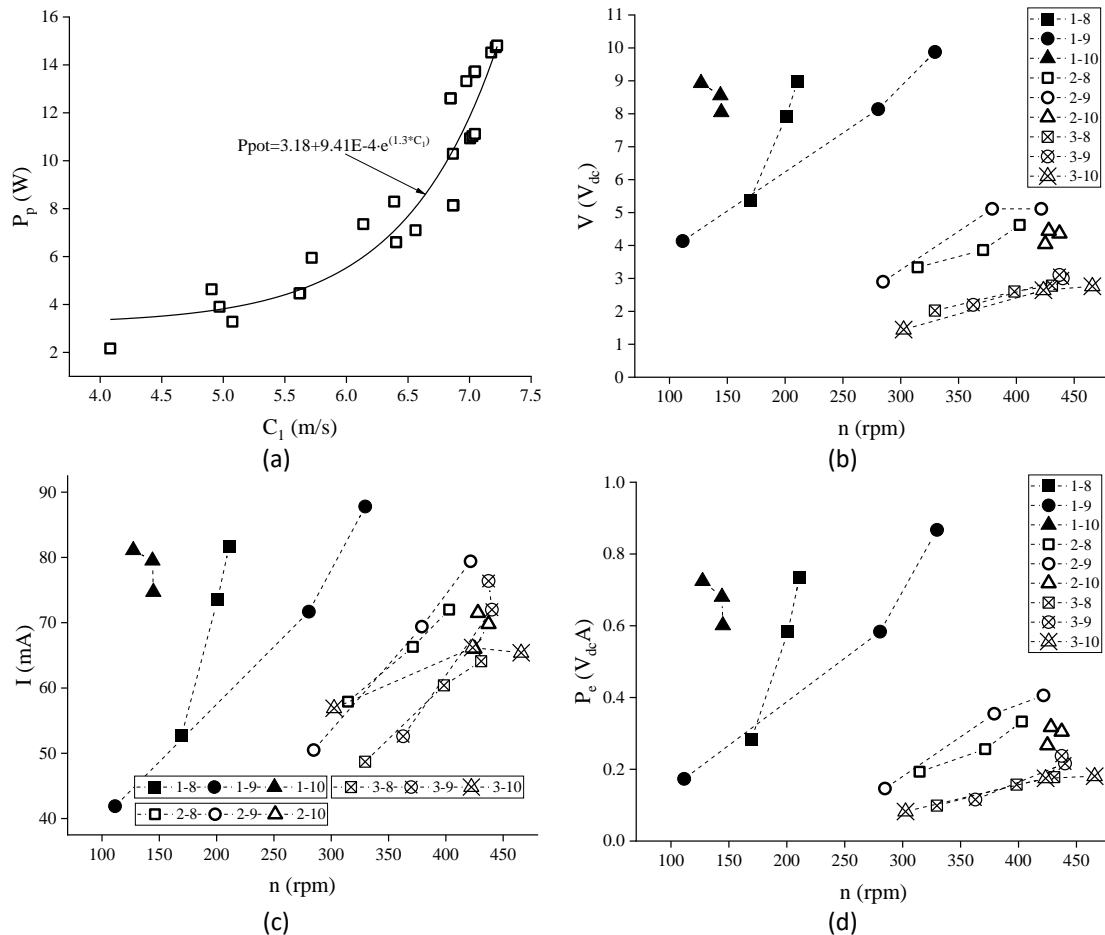 16
14
12
10
8
6
4
2
P_p (W)
Ppot=3.18+9.41E-4·e^(1.3*C_1)
4.0 4.5 5.0 5.5 6.0 6.5 7.0 7.5
C_1 (m/s)
(a)
11
10
9
8
7
6
5
4
3
2
1
0
V (V_dc)
1-8
1-9
1-10
2-8
2-9
2-10
3-8
3-9
3-10
100 150 200 250 300 350 400 450
n (rpm)
(b)
90
80
70
60
50
40
I (mA)
1-8 1-9 1-10 3-8 3-9 3-10
2-8 2-9 2-10
100 150 200 250 300 350 400 450
n (rpm)
(c)
1.0
0.8
0.6
0.4
0.2
0.0
P_e (V_dcA)
1-8
1-9
1-10
2-8
2-9
2-10
3-8
3-9
3-10
100 150 200 250 300 350 400 450
n (rpm)
(d)